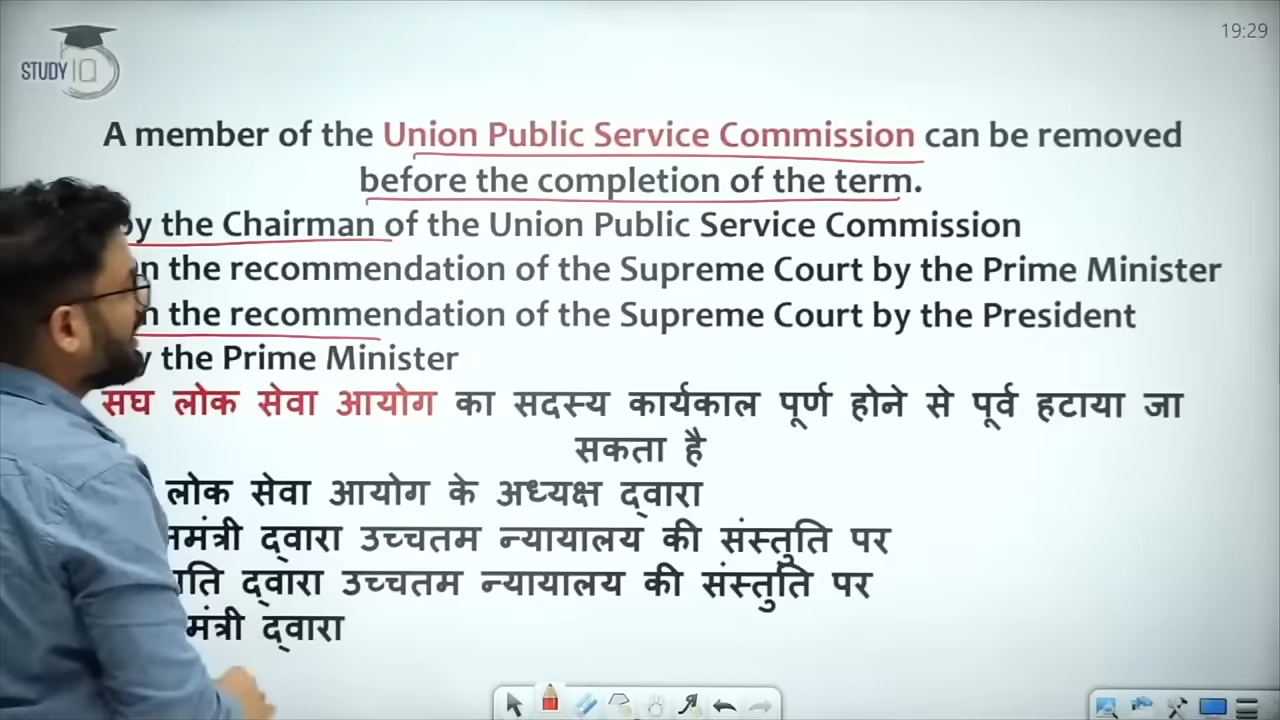 STUDY IQ
19:29
A member of the Union Public Service Commission can be removed
before the completion of the term.
the Chairman of the Union Public Service Commission
the recommendation of the Supreme Court by the Prime Minister
the recommendation of the Supreme Court by the President
the Prime Minister
सघ लोक सेवा आयोग का सदस्य कार्यकाल पूर्ण होने से पूर्व हटाया जा
सकता है
लोक सेवा आयोग के अध्यक्ष द्वारा
द्वारा उच्चतम न्यायालय की संस्तुति पर
द्वारा उच्चतम न्यायालय की संस्तुति पर
द्वारा